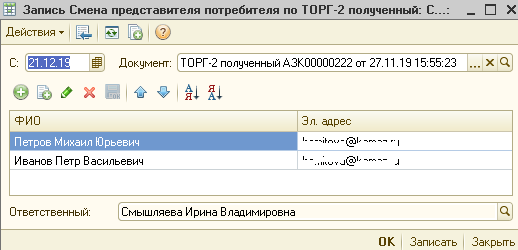 Запись Смена представителя потребителя по ТОРГ-2 полученный: С...:
Действия
С: 21.12.19 Документ: ТОРГ-2 полученный АЗК00000222 от 27.11.19 15:55:23 ... ×
ФИО Эл. адрес
Петров Михаил Юрьевич
Иванов Петр Васильевич
Ответственный: Смышляева Ирина Владимировна
ОК Записать Закрыть